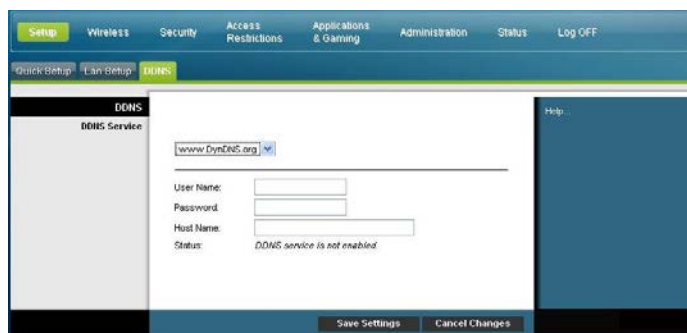 Setup Wireless Security Access Restrictions Applications & Gaming Administration Status Log OFF
Quick Setup Lan Setup DDNS
DDNS
Help...
DDNS Service
www.DynDNS.org
User Name:
Password:
Host Name:
Status: DDNS service is not enabled.
Save Settings Cancel Changes